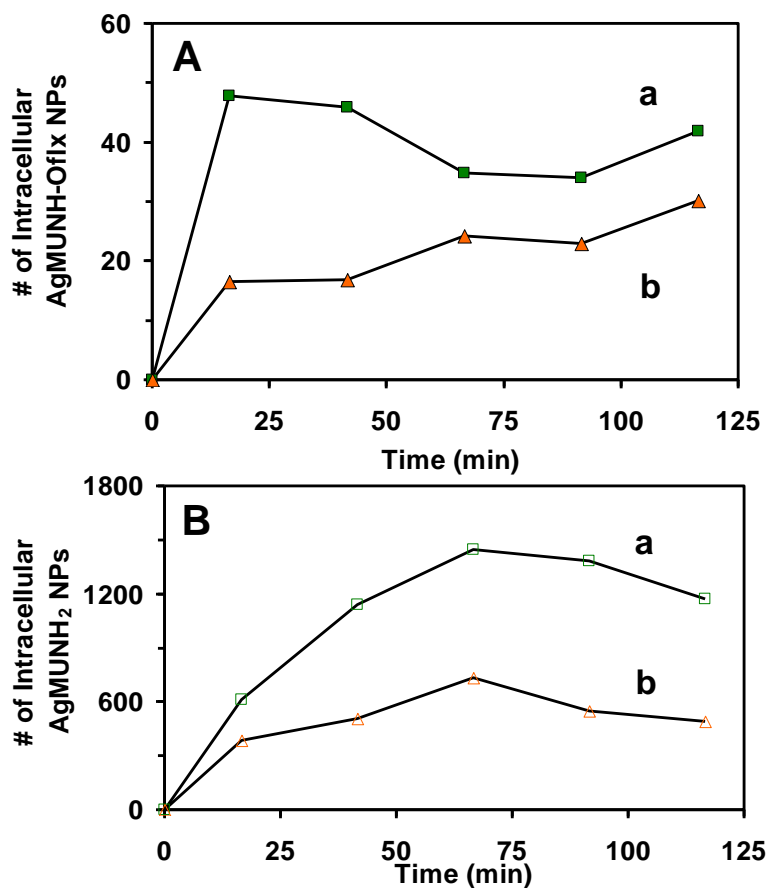 # of Intracellular
AgMUNH-Oflx NPs
A
60
40
20
0
a
b
0 25 50 75 100 125
Time (min)
# of Intracellular
AgMUNH₂ NPs
B
1800
1200
600
0
a
b
0 25 50 75 100 125
Time (min)